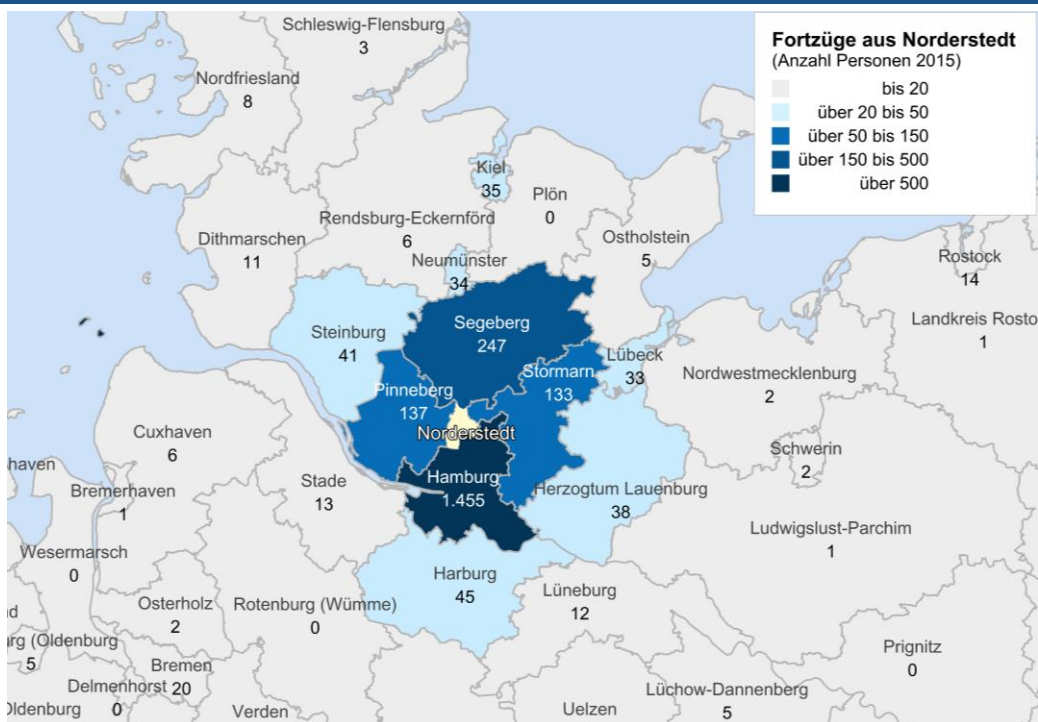 Fortzüge aus Norderstedt
(Anzahl Personen 2015)
bis 20
über 20 bis 50
über 50 bis 150
über 150 bis 500
über 500
Schleswig-Flensburg
3
Nordfriesland
8
Kiel
35
Plön
0
Rendsburg-Eckernförd
6
Dithmarschen
11
Ostholstein
5
Neumünster
34
Rostock
14
Landkreis Rosto
1
Segeberg
247
Steinburg
41
Lübeck
33
Stormarn
133
Nordwestmecklenburg
2
Pinneberg
137
Norderstedt
Cuxhaven
6
Schwerin
2
Hamburg
1.455
Stade
13
Herzogtum Lauenburg
38
haven
Bremerhaven
1
Ludwigslust-Parchim
1
Wesermarsch
0
Harburg
45
Lüneburg
12
Osterholz
2
Rotenburg (Wümme)
0
nd
rg (Oldenburg
5
Prignitz
0
Bremen
20
Delmenhorst
0
Lüchow-Dannenberg
5
Oldenburg
Verden
Uelzen